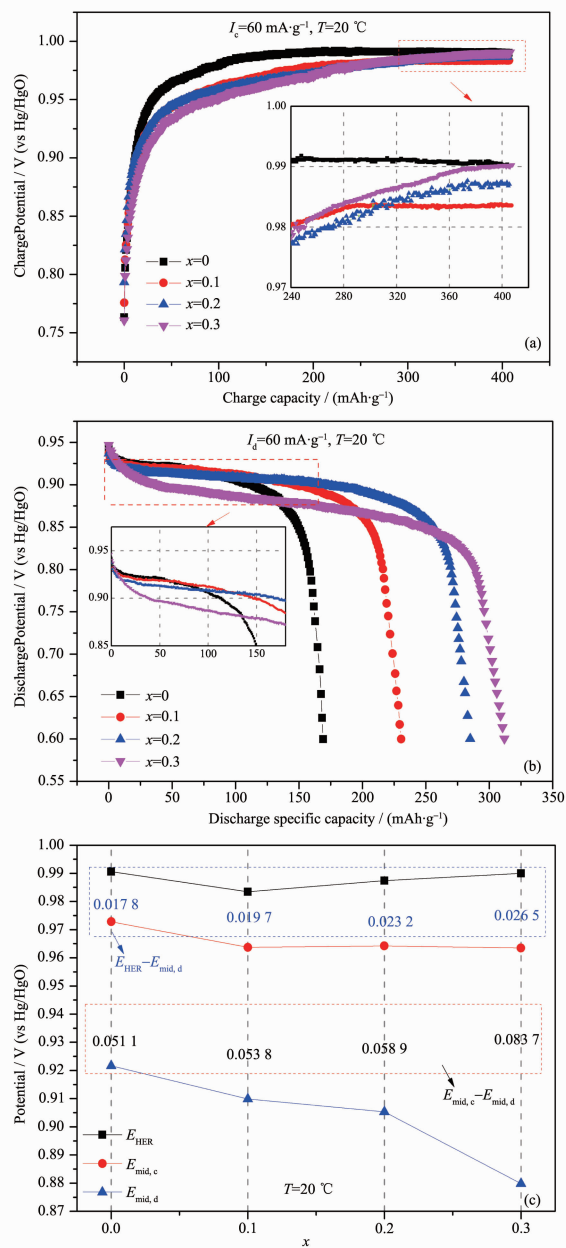 I_c=60 mA·g⁻¹, T=20 ℃
1.00
0.95
0.90
0.85
0.80
0.75
ChargePotential / V (vs Hg/HgO)
1.00
0.99
0.98
0.97
240 280 320 360 400
x=0
x=0.1
x=0.2
x=0.3
(a)
0 100 200 300 400
Charge capacity / (mAh·g⁻¹)
I_d=60 mA·g⁻¹, T=20 ℃
0.95
0.90
0.85
0.80
0.75
0.70
0.65
0.60
0.55
DischargePotential / V (vs Hg/HgO)
0.95
0.90
0.85
0 50 100 150
x=0
x=0.1
x=0.2
x=0.3
(b)
0 50 100 150 200 250 300 350
Discharge specific capacity / (mAh·g⁻¹)
1.00
0.99
0.98
0.97
0.96
0.95
0.94
0.93
0.92
0.91
0.90
0.89
0.88
0.87
Potential / V (vs Hg/HgO)
0.017 8 0.019 7 0.023 2 0.026 5
E_HER–E_mid, d
0.051 1 0.053 8 0.058 9 0.083 7
E_mid, c–E_mid, d
E_HER
E_mid, c
E_mid, d
T=20 ℃
(c)
0.0 0.1 0.2 0.3
x